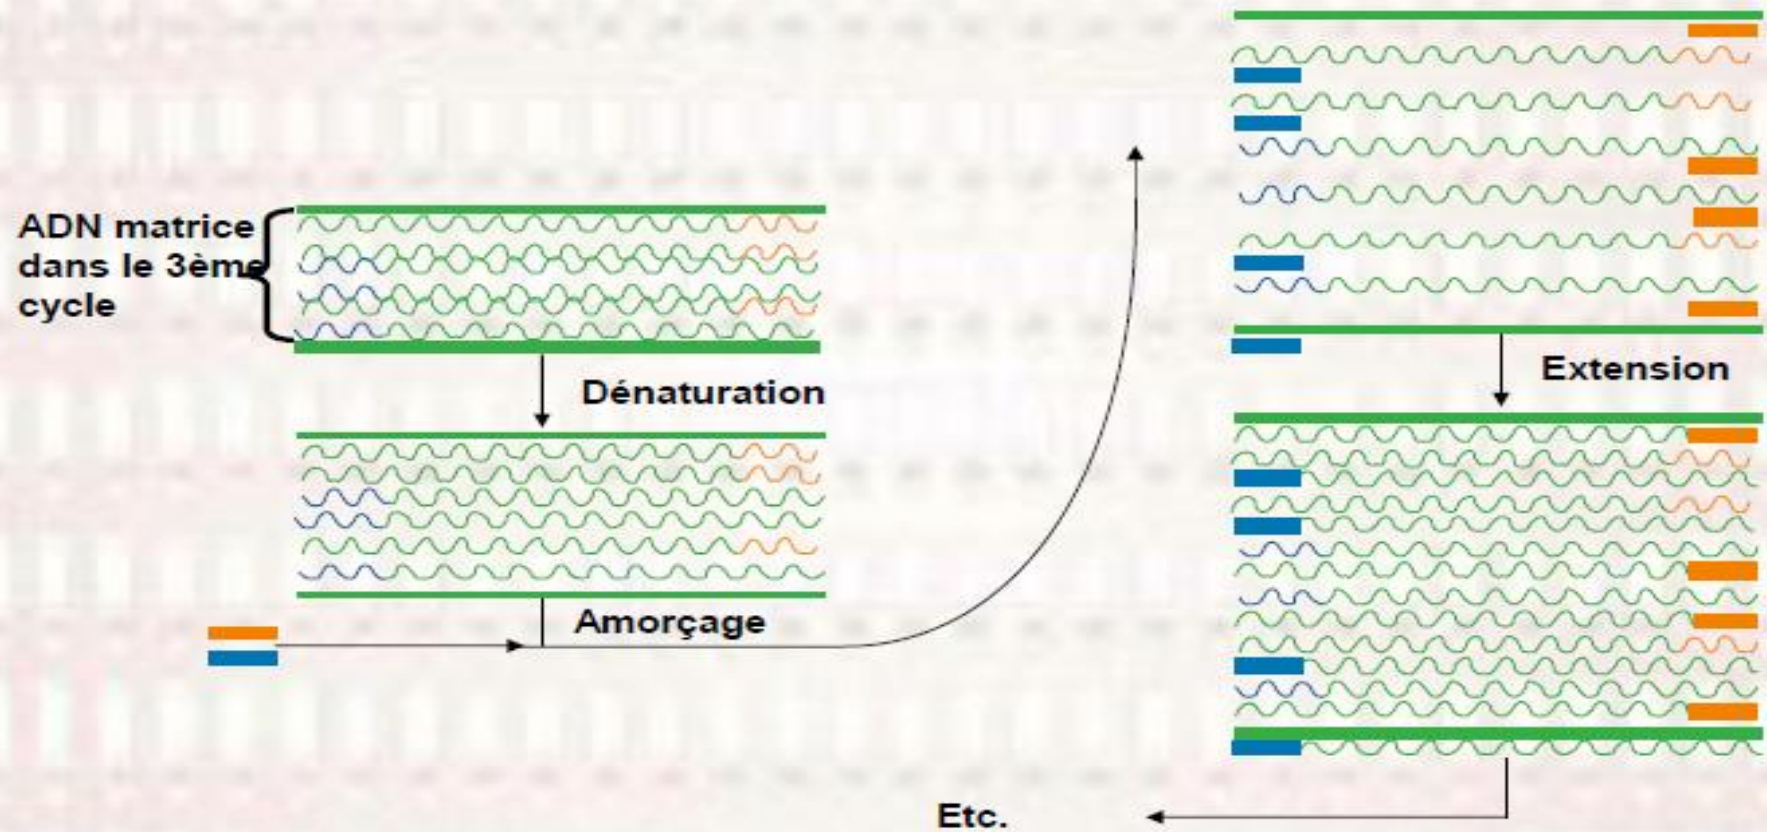 ADN matrice
dans le 3ème
cycle
Dénaturation
Amorçage
Extension
Etc.